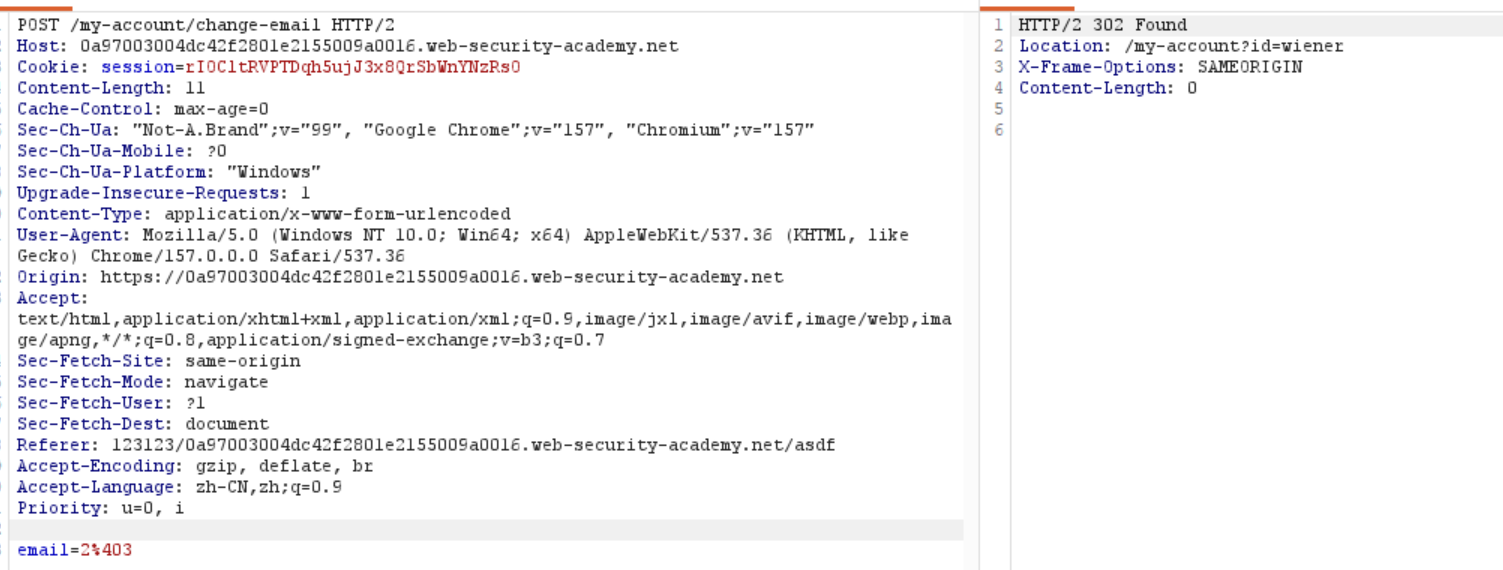 POST /my-account/change-email HTTP/2
Host: 0a97003004dc42f2801e2155009a0016.web-security-academy.net
Cookie: session=rI0CltRVPTDqh5ujJ3x8QrSbWnYNzRs0
Content-Length: 11
Cache-Control: max-age=0
Sec-Ch-Ua: "Not-A.Brand";v="99", "Google Chrome";v="157", "Chromium";v="157"
Sec-Ch-Ua-Mobile: ?0
Sec-Ch-Ua-Platform: "Windows"
Upgrade-Insecure-Requests: 1
Content-Type: application/x-www-form-urlencoded
User-Agent: Mozilla/5.0 (Windows NT 10.0; Win64; x64) AppleWebKit/537.36 (KHTML, like
Gecko) Chrome/157.0.0.0 Safari/537.36
Origin: https://0a97003004dc42f2801e2155009a0016.web-security-academy.net
Accept:
text/html,application/xhtml+xml,application/xml;q=0.9,image/jxl,image/avif,image/webp,ima
ge/apng,*/*;q=0.8,application/signed-exchange;v=b3;q=0.7
Sec-Fetch-Site: same-origin
Sec-Fetch-Mode: navigate
Sec-Fetch-User: ?1
Sec-Fetch-Dest: document
Referer: 123123/0a97003004dc42f2801e2155009a0016.web-security-academy.net/asdf
Accept-Encoding: gzip, deflate, br
Accept-Language: zh-CN,zh;q=0.9
Priority: u=0, i
email=2%403
1 HTTP/2 302 Found
2 Location: /my-account?id=wiener
3 X-Frame-Options: SAMEORIGIN
4 Content-Length: 0
5
6